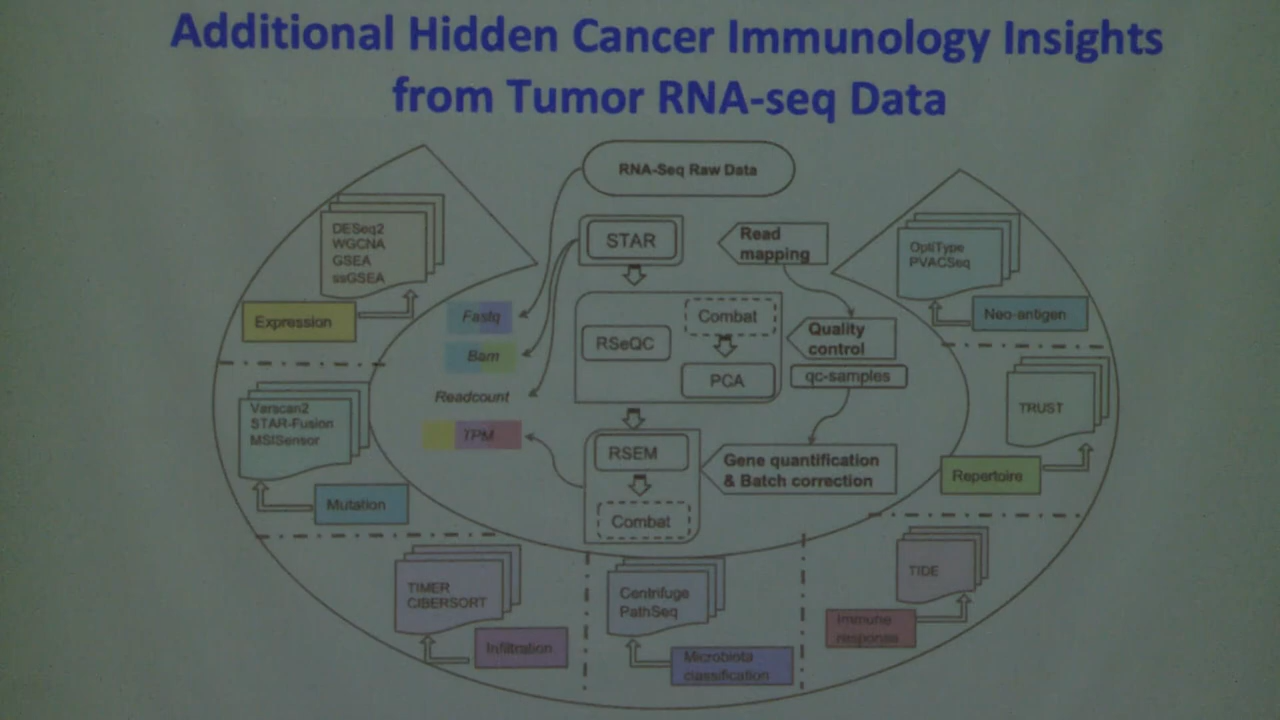 Additional Hidden Cancer Immunology Insights
from Tumor RNA-seq Data
RNA-Seq Raw Data
STAR
Read
mapping
DESeq2
WGCNA
GSEA
ssGSEA
Expression
OptiType
PVACSeq
Neo-antigen
Fastq
Bam
Readcount
TPM
RSeQC
Combat
PCA
Quality
control
qc-samples
Varscan2
STAR-Fusion
MSISensor
Mutation
TRUST
Repertoire
RSEM
Combat
Gene quantification
& Batch correction
TIMER
CIBERSORT
Infiltration
Centrifuge
PathSeq
Microbiota
classification
TIDE
Immune
response